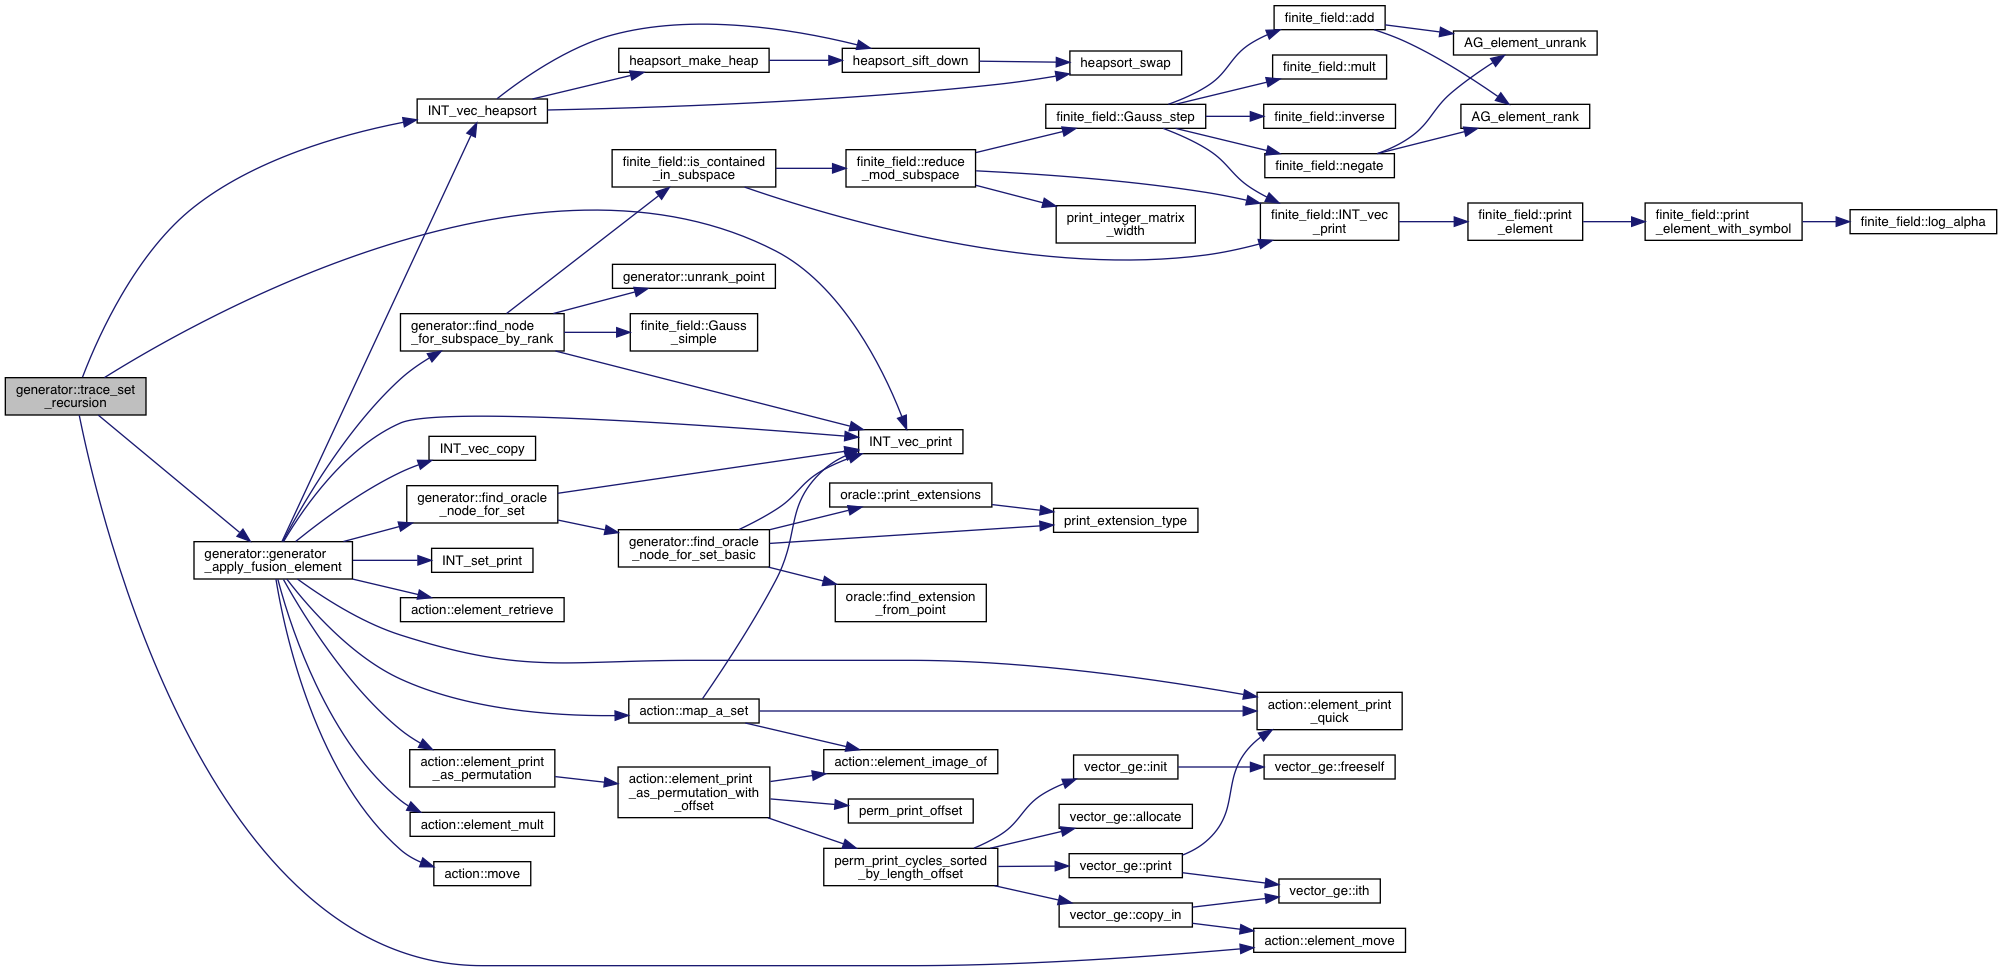 generator::trace_set
_recursion
generator::generator
_apply_fusion_element
INT_vec_heapsort
heapsort_make_heap
heapsort_sift_down
heapsort_swap
generator::find_node
_for_subspace_by_rank
finite_field::is_contained
_in_subspace
finite_field::reduce
_mod_subspace
finite_field::Gauss_step
finite_field::add
AG_element_unrank
finite_field::mult
finite_field::inverse
AG_element_rank
finite_field::negate
finite_field::INT_vec
_print
print_integer_matrix
_width
finite_field::print
_element
finite_field::print
_element_with_symbol
finite_field::log_alpha
generator::unrank_point
finite_field::Gauss
_simple
INT_vec_print
INT_vec_copy
generator::find_oracle
_node_for_set
generator::find_oracle
_node_for_set_basic
oracle::print_extensions
print_extension_type
oracle::find_extension
_from_point
INT_set_print
action::element_retrieve
action::map_a_set
action::element_print
_quick
action::element_image_of
action::element_print
_as_permutation
action::element_print
_as_permutation_with
_offset
perm_print_offset
perm_print_cycles_sorted
_by_length_offset
vector_ge::init
vector_ge::freeself
vector_ge::allocate
vector_ge::print
vector_ge::ith
vector_ge::copy_in
action::element_move
action::element_mult
action::move